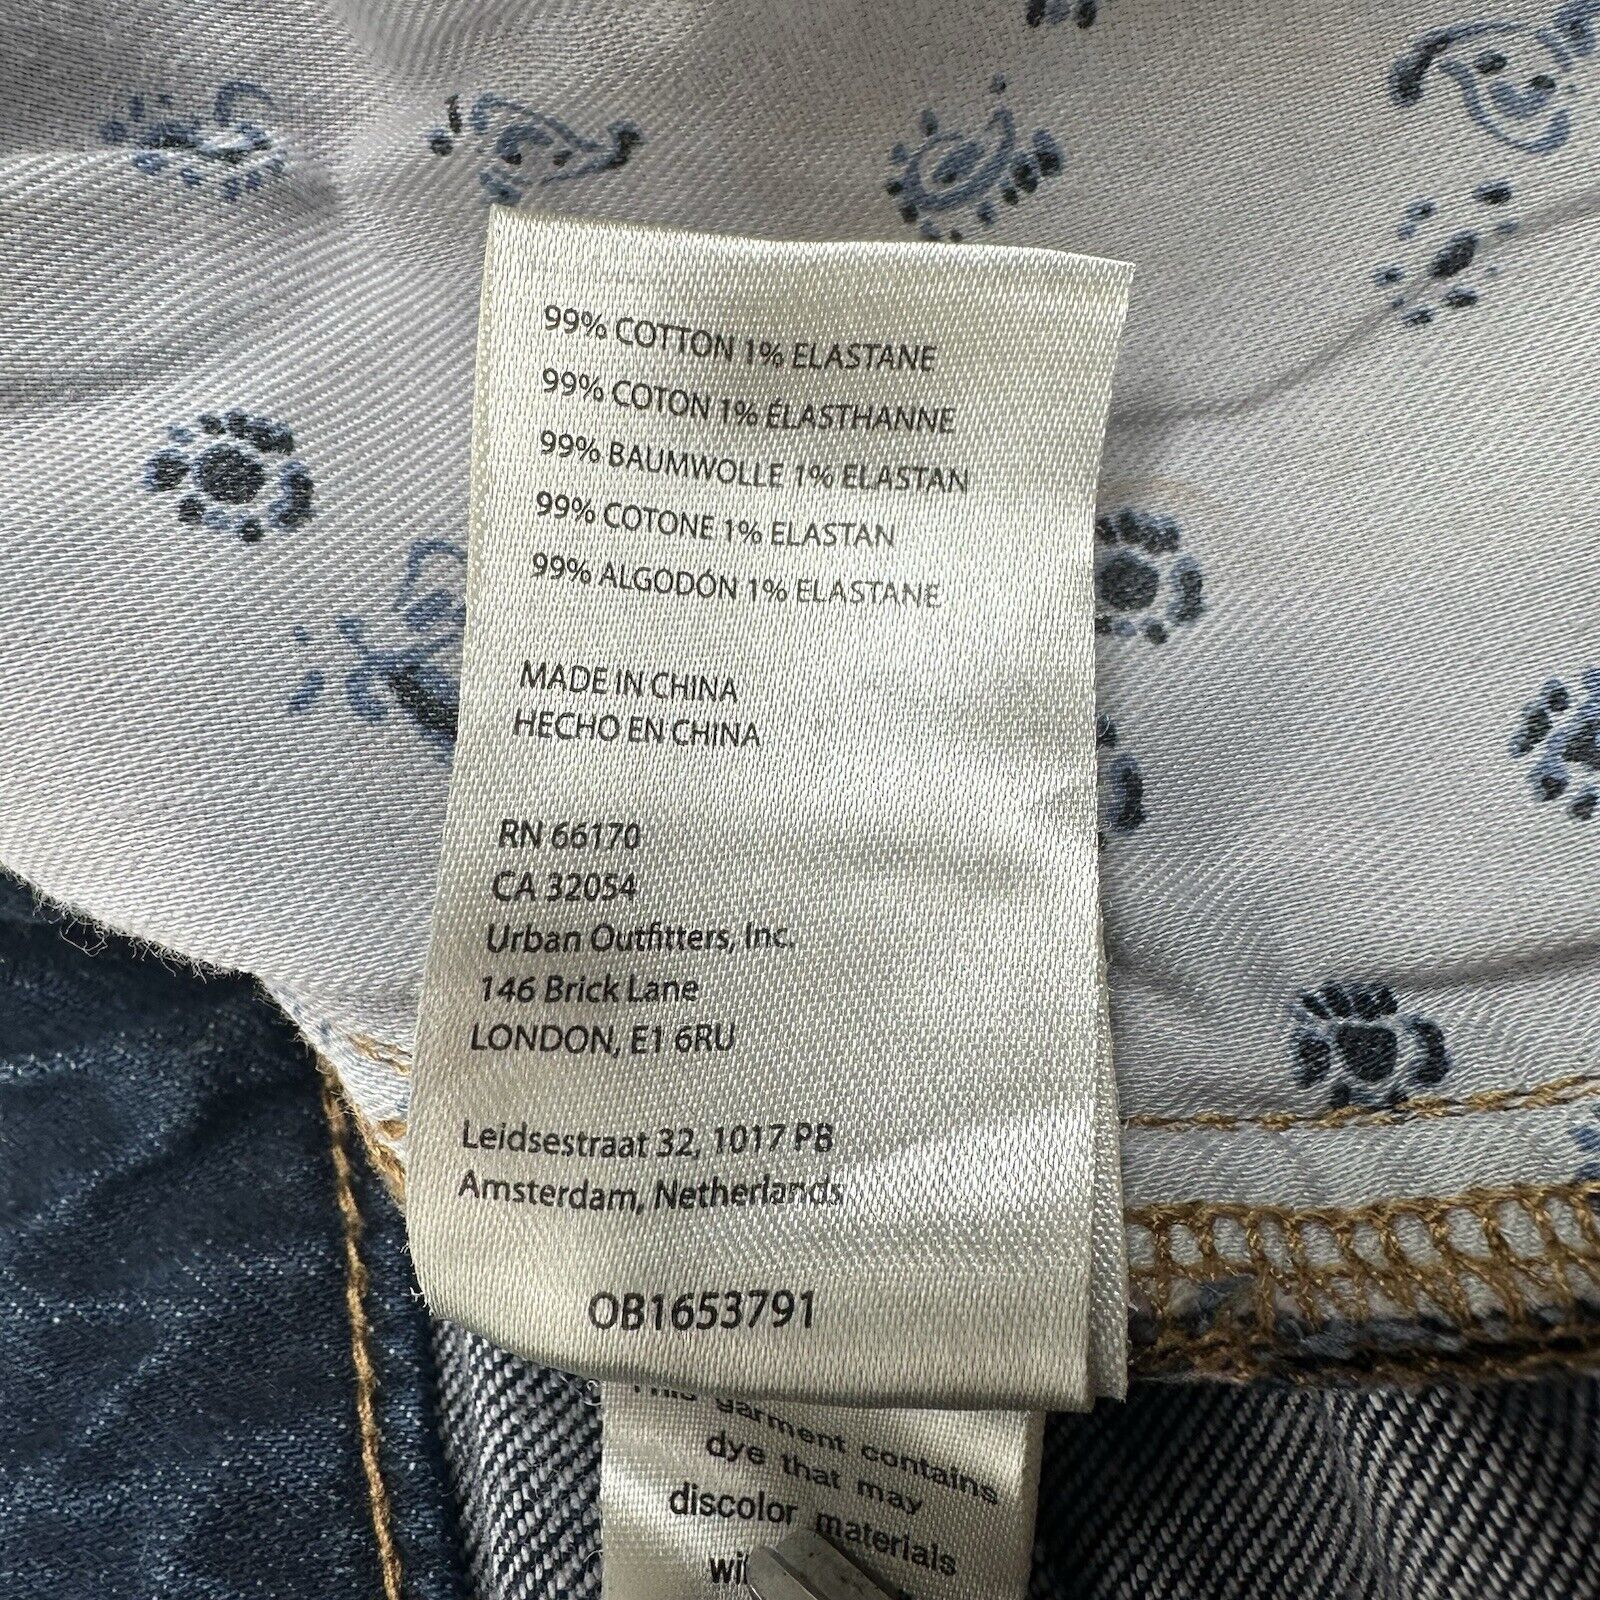 99% COTTON 1% ELASTANE
99% COTON 1% ÉLASTHANNE
99% BAUMWOLLE 1% ELASTAN
99% COTONE 1% ELASTAN
99% ALGODÓN 1% ELASTANE
MADE IN CHINA
HECHO EN CHINA
RN 66170
CA 32054
Urban Outfitters, Inc.
146 Brick Lane
LONDON, E1 6RU
Leidsestraat 32, 1017 PB
Amsterdam, Netherlands
OB1653791
This garment contains
dye that may
discolor materials